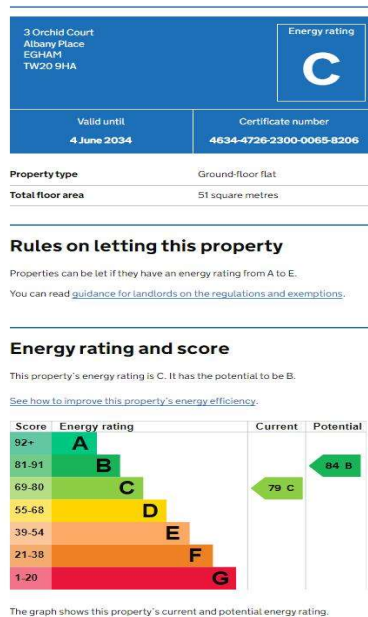 3 Orchid Court
Albany Place
EGHAM
TW20 9HA
Energy rating
C
Valid until
4 June 2034
Certificate number
4634-4726-2300-0065-8206
Property type Ground-floor flat
Total floor area 51 square metres
Rules on letting this property
Properties can be let if they have an energy rating from A to E.
You can read guidance for landlords on the regulations and exemptions.
Energy rating and score
This property's energy rating is C. It has the potential to be B.
See how to improve this property's energy efficiency.
Score Energy rating Current Potential
92+ A
81-91 B 84 B
69-80 C 79 C
55-68 D
39-54 E
21-38 F
1-20 G
The graph shows this property's current and potential energy rating.